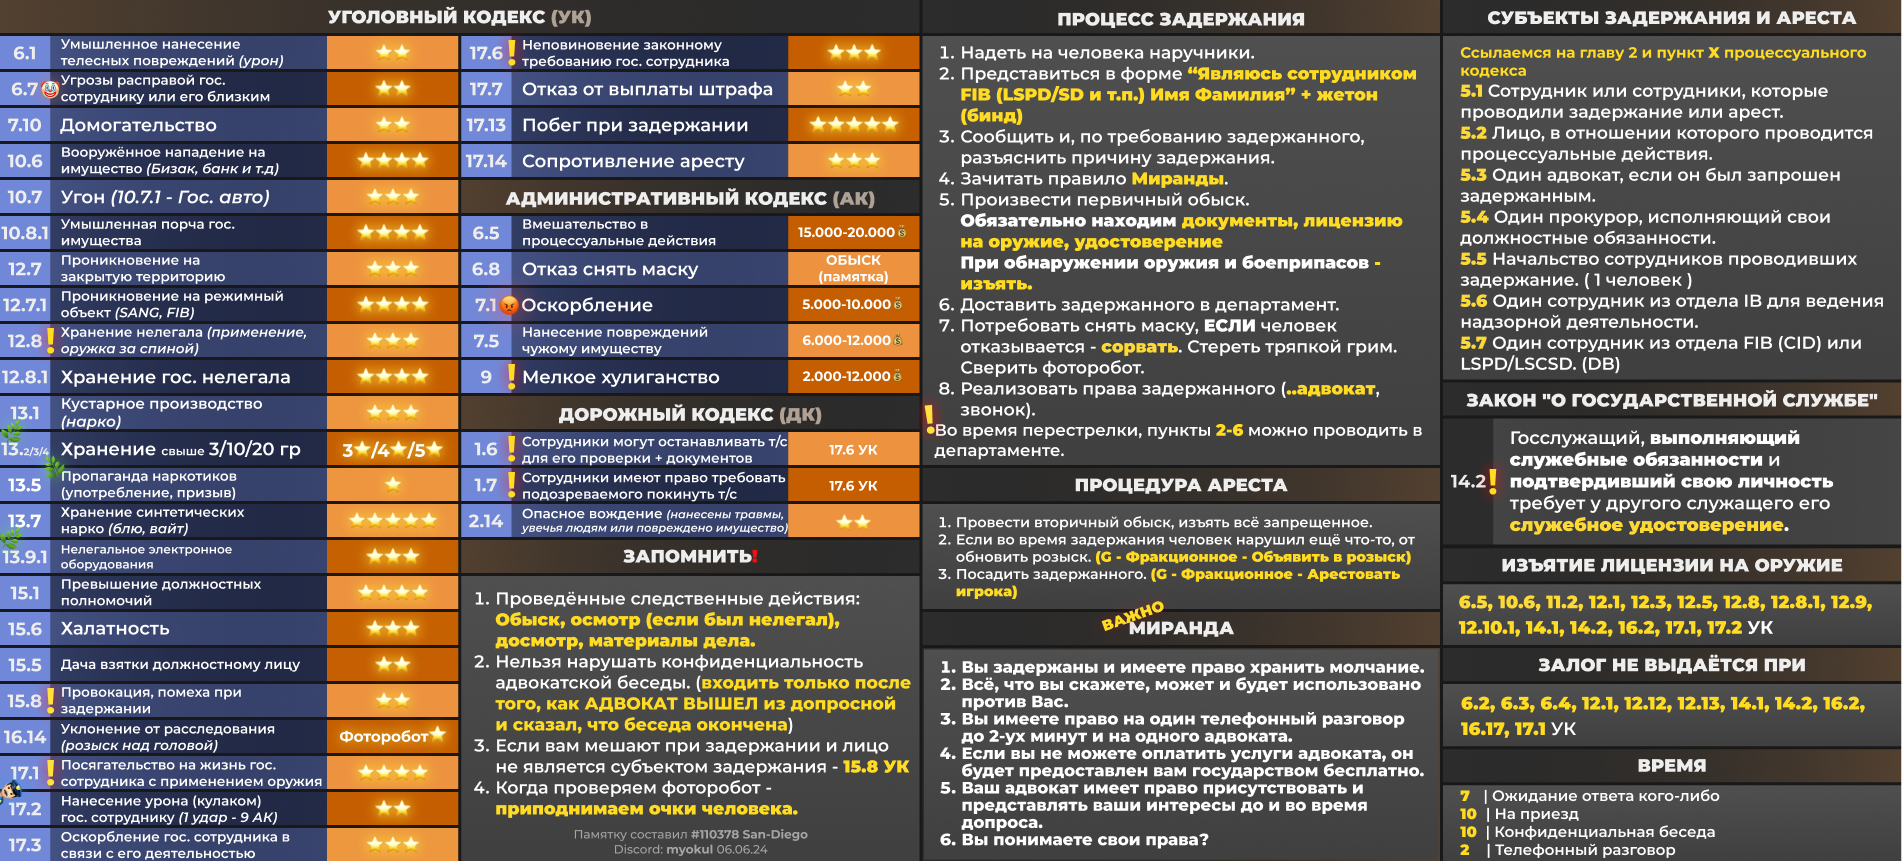 УГОЛОВНЫЙ КОДЕКС (УК)
6.1 Умышленное нанесение
телесных повреждений (урон)
6.7 Угрозы расправой гос.
сотруднику или его близким
7.10 Домогательство
10.6 Вооружённое нападение на
имущество (Бизак, банк и т.д)
10.7 Угон (10.7.1 - Гос. авто)
10.8.1 Умышленная порча гос.
имущества
12.7 Проникновение на
закрытую территорию
12.7.1 Проникновение на режимный
объект (SANG, FIB)
12.8 Хранение нелегала (применение,
оружка за спиной)
12.8.1 Хранение гос. нелегала
13.1 Кустарное производство
(нарко)
13.2/3/4 Хранение свыше 3/10/20 гр 3/4/5
13.5 Пропаганда наркотиков
(употребление, призыв)
13.7 Хранение синтетических
нарко (блю, вайт)
13.9.1 Нелегальное электронное
оборудования
15.1 Превышение должностных
полномочий
15.6 Халатность
15.5 Дача взятки должностному лицу
15.8 Провокация, помеха при
задержании
16.14 Уклонение от расследования
(розыск над головой) Фоторобот
17.1 Посягательство на жизнь гос.
сотрудника с применением оружия
17.2 Нанесение урона (кулаком)
гос. сотруднику (1 удар - 9 АК)
17.3 Оскорбление гос. сотрудника в
связи с его деятельностью
17.6 Неповиновение законному
требованию гос. сотрудника
17.7 Отказ от выплаты штрафа
17.13 Побег при задержании
17.14 Сопротивление аресту
АДМИНИСТРАТИВНЫЙ КОДЕКС (АК)
6.5 Вмешательство в
процессуальные действия 15.000-20.000
6.8 Отказ снять маску ОБЫСК
(памятка)
7.1 Оскорбление 5.000-10.000
7.5 Нанесение повреждений
чужому имуществу 6.000-12.000
9 Мелкое хулиганство 2.000-12.000
ДОРОЖНЫЙ КОДЕКС (ДК)
1.6 Сотрудники могут останавливать т/с
для его проверки + документов 17.6 УК
1.7 Сотрудники имеют право требовать
подозреваемого покинуть т/с 17.6 УК
2.14 Опасное вождение (нанесены травмы,
увечья людям или повреждено имущество)
ЗАПОМНИТЬ!
1. Проведённые следственные действия:
Обыск, осмотр (если был нелегал),
досмотр, материалы дела.
2. Нельзя нарушать конфиденциальность
адвокатской беседы. (входить только после
того, как АДВОКАТ ВЫШЕЛ из допросной
и сказал, что беседа окончена)
3. Если вам мешают при задержании и лицо
не является субъектом задержания - 15.8 УК
4. Когда проверяем фоторобот -
приподнимаем очки человека.
Памятку составил #110378 San-Diego
Discord: myokul 06.06.24
ПРОЦЕСС ЗАДЕРЖАНИЯ
1. Надеть на человека наручники.
2. Представиться в форме “Являюсь сотрудником
FIB (LSPD/SD и т.п.) Имя Фамилия” + жетон
(бинд)
3. Сообщить и, по требованию задержанного,
разъяснить причину задержания.
4. Зачитать правило Миранды.
5. Произвести первичный обыск.
Обязательно находим документы, лицензию
на оружие, удостоверение
При обнаружении оружия и боеприпасов -
изъять.
6. Доставить задержанного в департамент.
7. Потребовать снять маску, ЕСЛИ человек
отказывается - сорвать. Стереть тряпкой грим.
Сверить фоторобот.
8. Реализовать права задержанного (..адвокат,
звонок).
Во время перестрелки, пункты 2-6 можно проводить в
департаменте.
ПРОЦЕДУРА АРЕСТА
1. Провести вторичный обыск, изъять всё запрещенное.
2. Если во время задержания человек нарушил ещё что-то, от
обновить розыск. (G - Фракционное - Объявить в розыск)
3. Посадить задержанного. (G - Фракционное - Арестовать
игрока)
ВАЖНО
МИРАНДА
1. Вы задержаны и имеете право хранить молчание.
2. Всё, что вы скажете, может и будет использовано
против Вас.
3. Вы имеете право на один телефонный разговор
до 2-ух минут и на одного адвоката.
4. Если вы не можете оплатить услуги адвоката, он
будет предоставлен вам государством бесплатно.
5. Ваш адвокат имеет право присутствовать и
представлять ваши интересы до и во время
допроса.
6. Вы понимаете свои права?
СУБЪЕКТЫ ЗАДЕРЖАНИЯ И АРЕСТА
Ссылаемся на главу 2 и пункт X процессуального
кодекса
5.1 Сотрудник или сотрудники, которые
проводили задержание или арест.
5.2 Лицо, в отношении которого проводится
процессуальные действия.
5.3 Один адвокат, если он был запрошен
задержанным.
5.4 Один прокурор, исполняющий свои
должностные обязанности.
5.5 Начальство сотрудников проводивших
задержание. ( 1 человек )
5.6 Один сотрудник из отдела IB для ведения
надзорной деятельности.
5.7 Один сотрудник из отдела FIB (CID) или
LSPD/LSCSD. (DB)
ЗАКОН "О ГОСУДАРСТВЕННОЙ СЛУЖБЕ"
14.2 Госслужащий, выполняющий
служебные обязанности и
подтвердивший свою личность
требует у другого служащего его
служебное удостоверение.
ИЗЪЯТИЕ ЛИЦЕНЗИИ НА ОРУЖИЕ
6.5, 10.6, 11.2, 12.1, 12.3, 12.5, 12.8, 12.8.1, 12.9,
12.10.1, 14.1, 14.2, 16.2, 17.1, 17.2 УК
ЗАЛОГ НЕ ВЫДАЁТСЯ ПРИ
6.2, 6.3, 6.4, 12.1, 12.12, 12.13, 14.1, 14.2, 16.2,
16.17, 17.1 УК
ВРЕМЯ
7 | Ожидание ответа кого-либо
10 | На приезд
10 | Конфиденциальная беседа
2 | Телефонный разговор